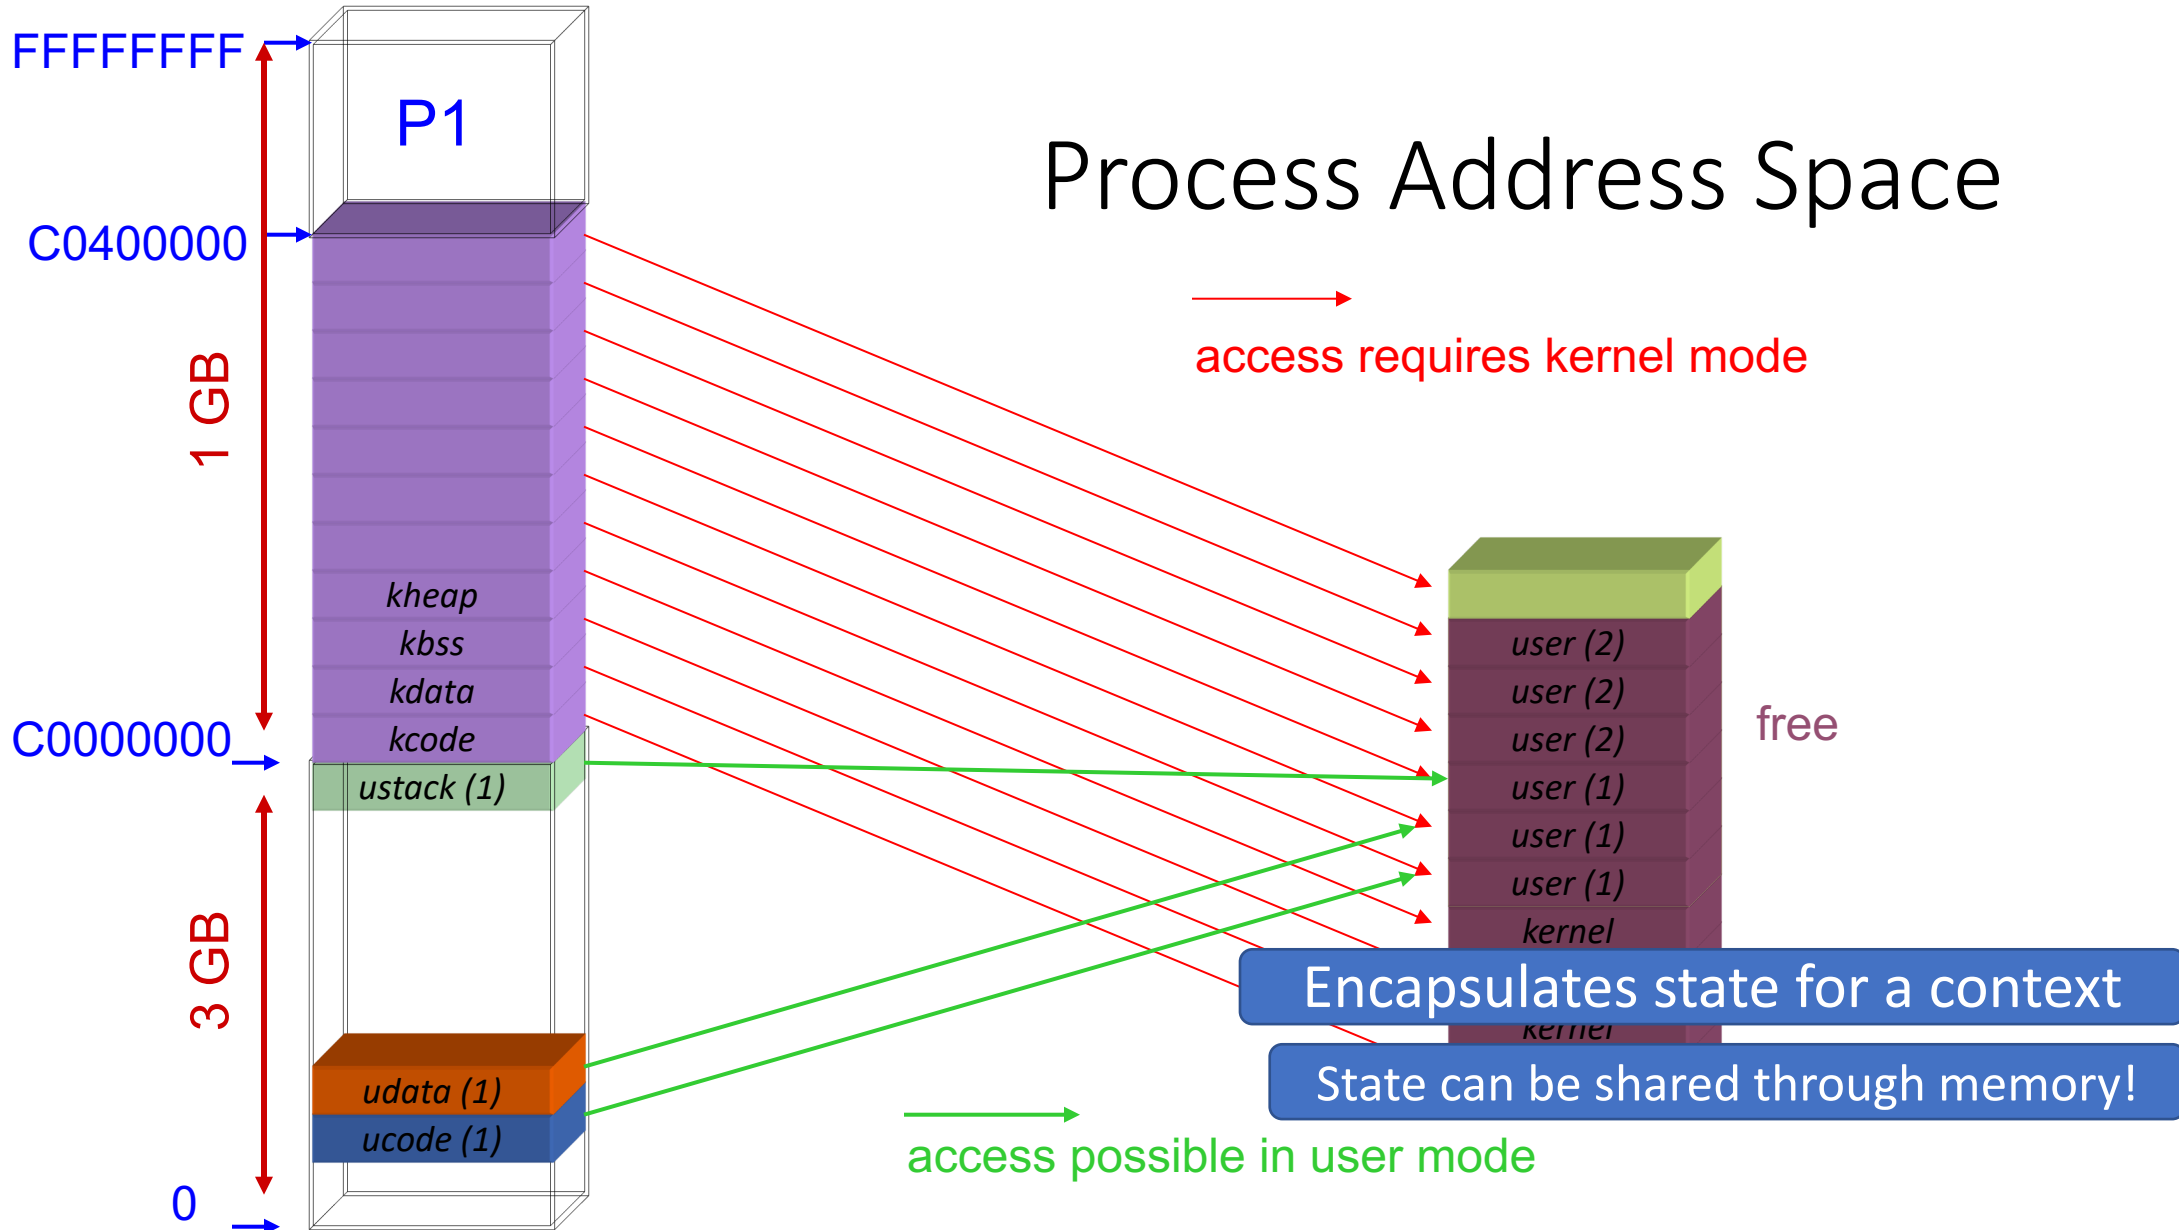 FFFFFFFF
P1
Process Address Space
C0400000
access requires kernel mode
1 GB
kheap
kbss
kdata
kcode
C0000000
ustack (1)
user (2)
user (2)
user (2)
free
user (1)
user (1)
user (1)
kernel
3 GB
Encapsulates state for a context
kernel
State can be shared through memory!
udata (1)
ucode (1)
access possible in user mode
0